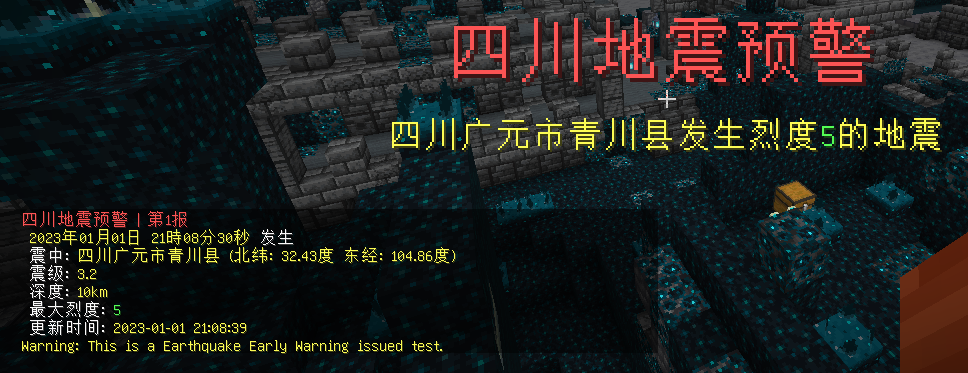 四川地震预警
四川广元市青川县发生烈度5的地震
四川地震预警 | 第1报
2023年01月01日 21時08分30秒 发生
震中: 四川广元市青川县 (北纬: 32.43度 东经: 104.86度)
震级: 3.2
深度: 10km
最大烈度: 5
更新时间: 2023-01-01 21:08:39
Warning: This is a Earthquake Early Warning issued test.